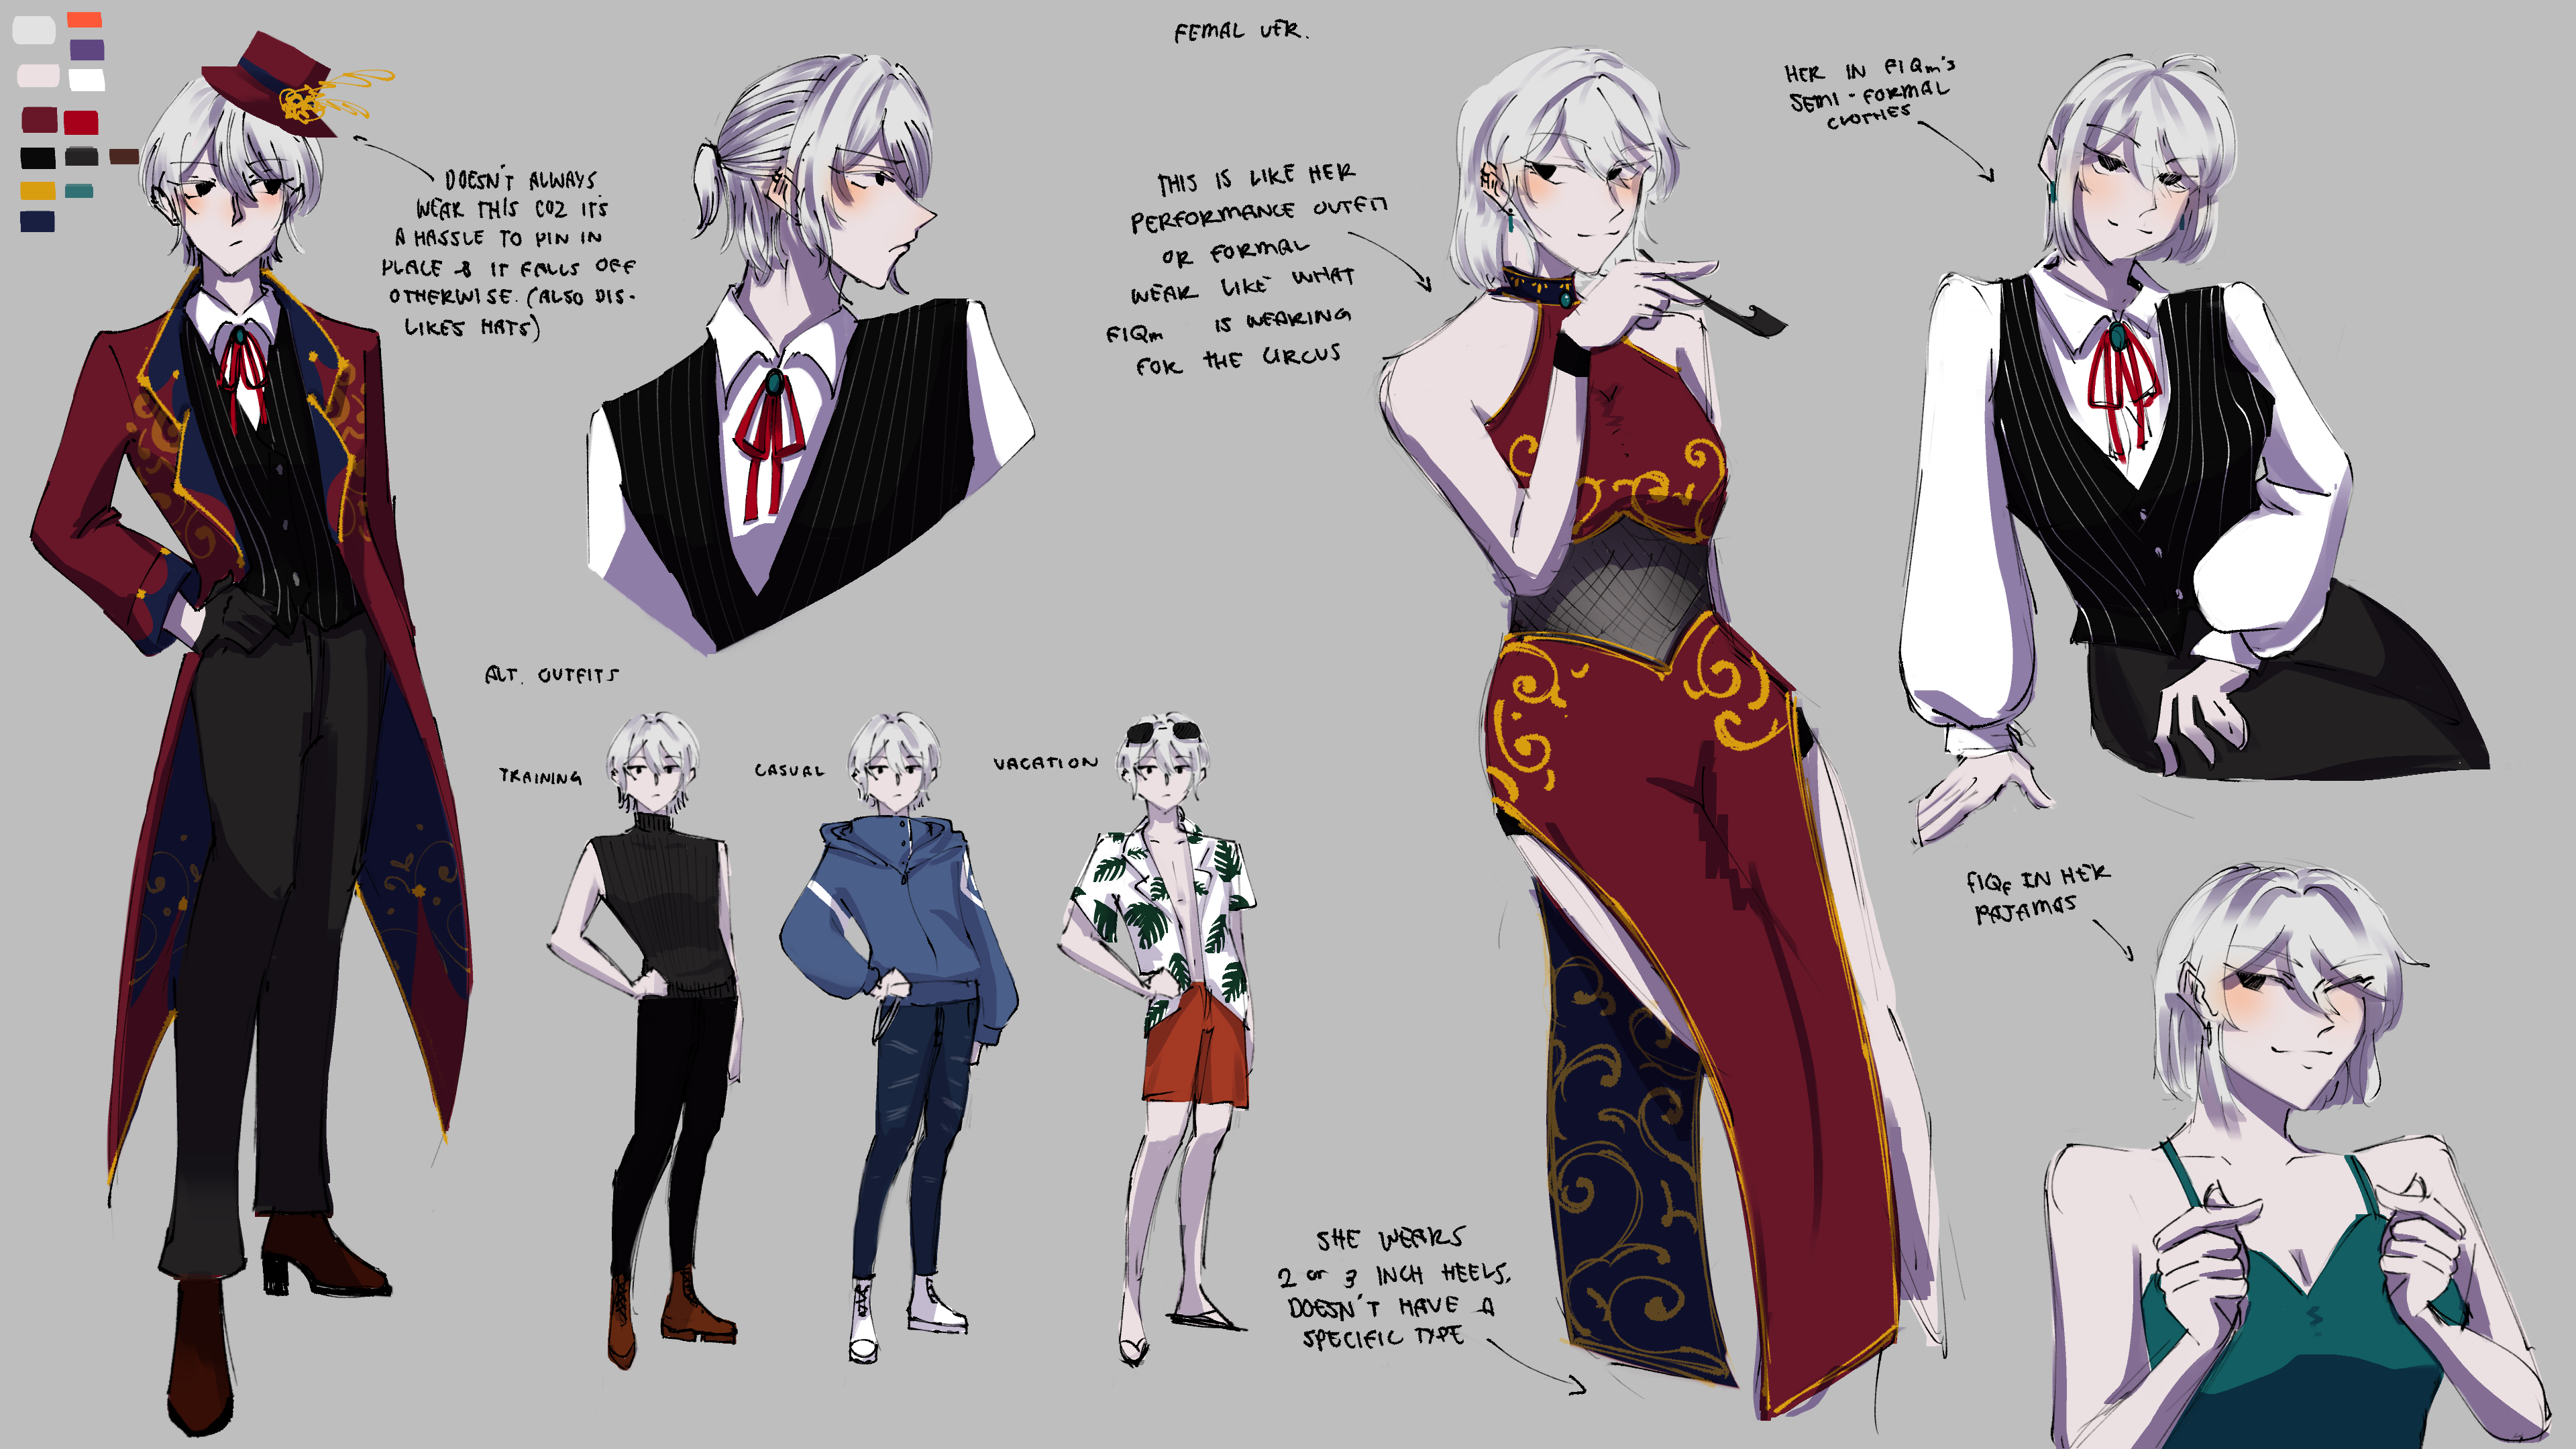 DOESN'T ALWAYS
WEAR THIS COZ IT'S
A HASSLE TO PIN IN
PLACE & IT FALLS OFF
OTHERWISE. (ALSO DIS-
LIKES HATS)
ALT. OUTFITS
TRAINING
CASUAL
VACATION
FEMAL VER.
THIS IS LIKE HER
PERFORMANCE OUTFIT
OR FORMAL
WEAR LIKE WHAT
F1Qm IS WEARING
FOR THE CIRCUS
HER IN F1Qm's
SEMI-FORMAL
CLOTHES
F1Qf IN HER
PAJAMAS
SHE WEARS
2 or 3 INCH HEELS.
DOESN'T HAVE A
SPECIFIC TYPE